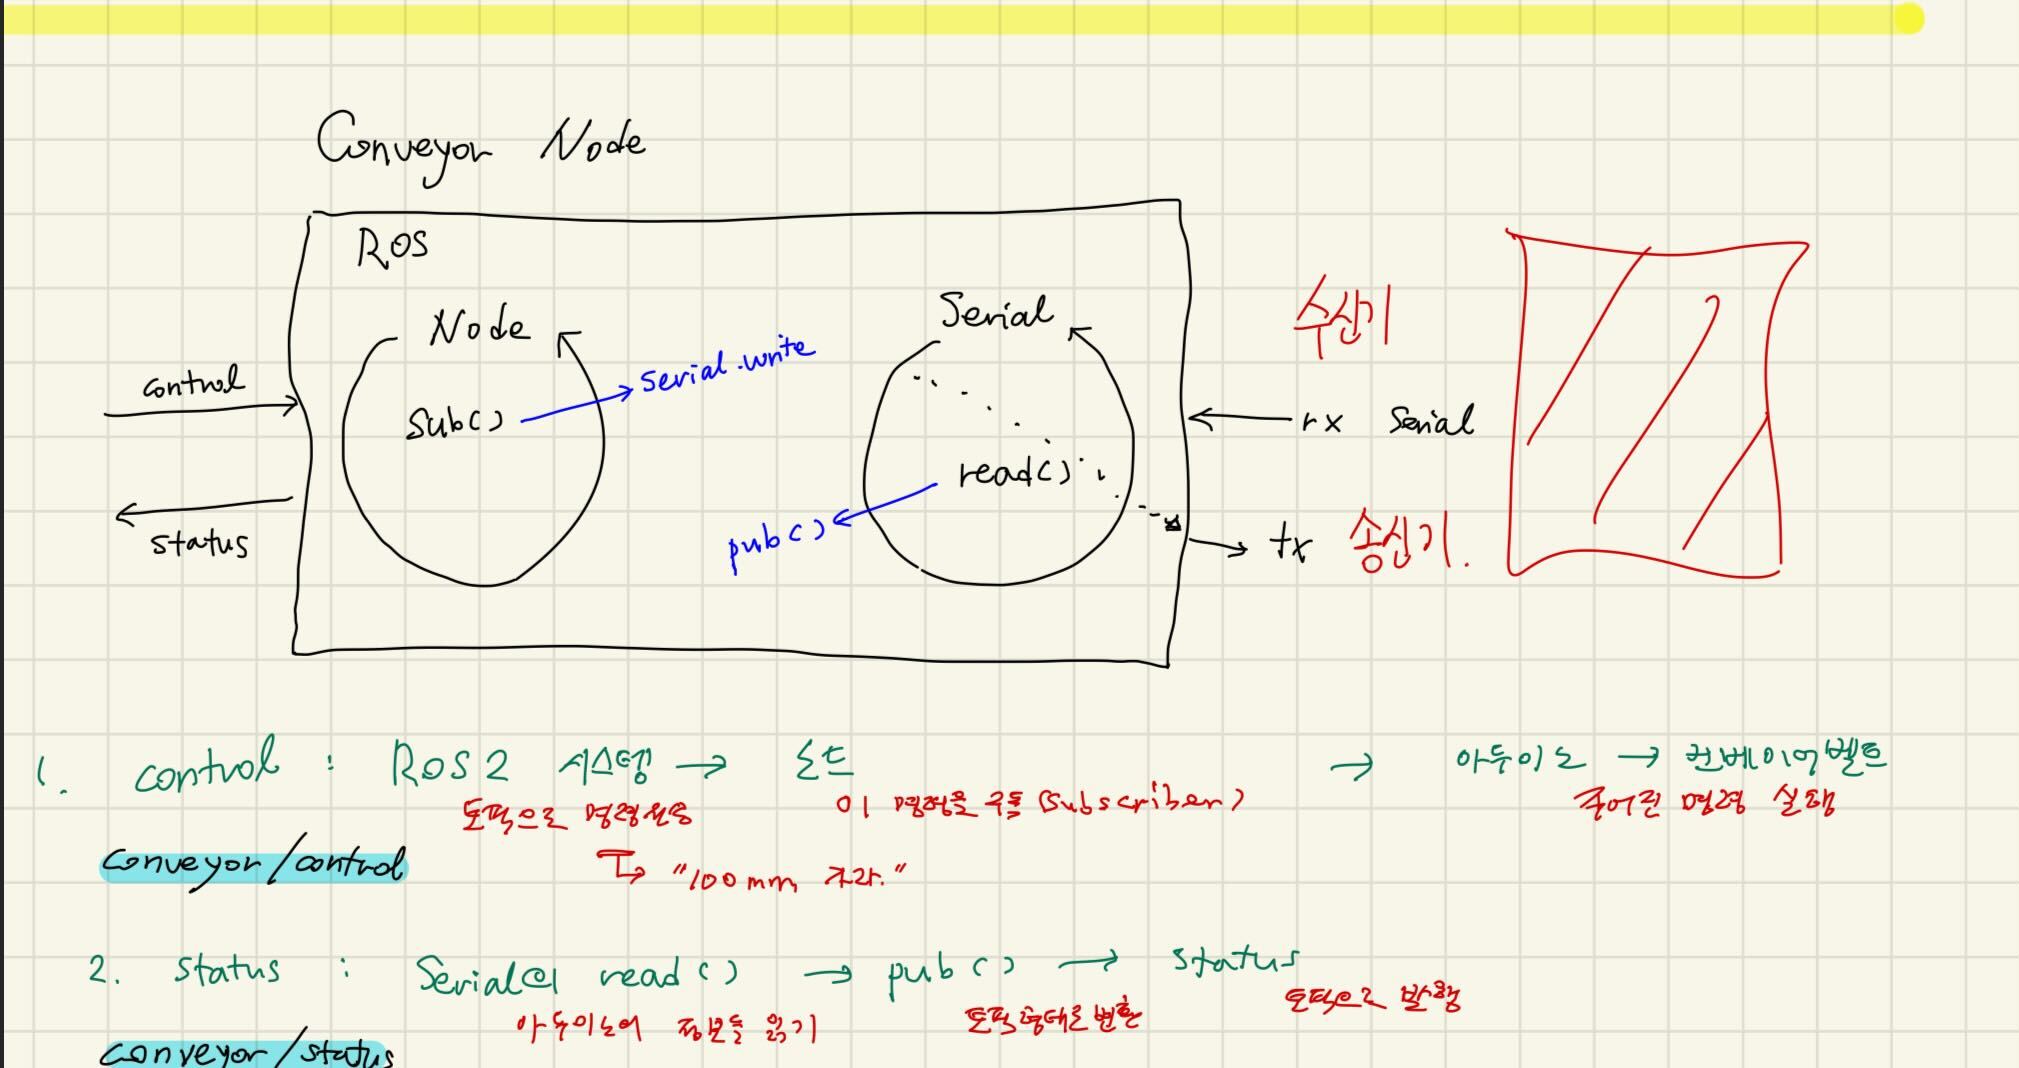 Conveyor Node
ROS
Node
Serial
수신기
control
Sub()
serial.write
rx Serial
read()
pub()
status
tx 송신기.
1. control : ROS 2 시스템 → 노드 → 아두이노 → 컨베이어벨트
토픽으로 명령전송
이 명령을 구독 (Subscriber)
주어진 명령 실행
conveyor/control
↳ "100mm 가라."
2. status : Serial의 read() → pub() → status
아두이노의 정보를 읽기
토픽형태로 변환
토픽으로 발행
conveyor/status